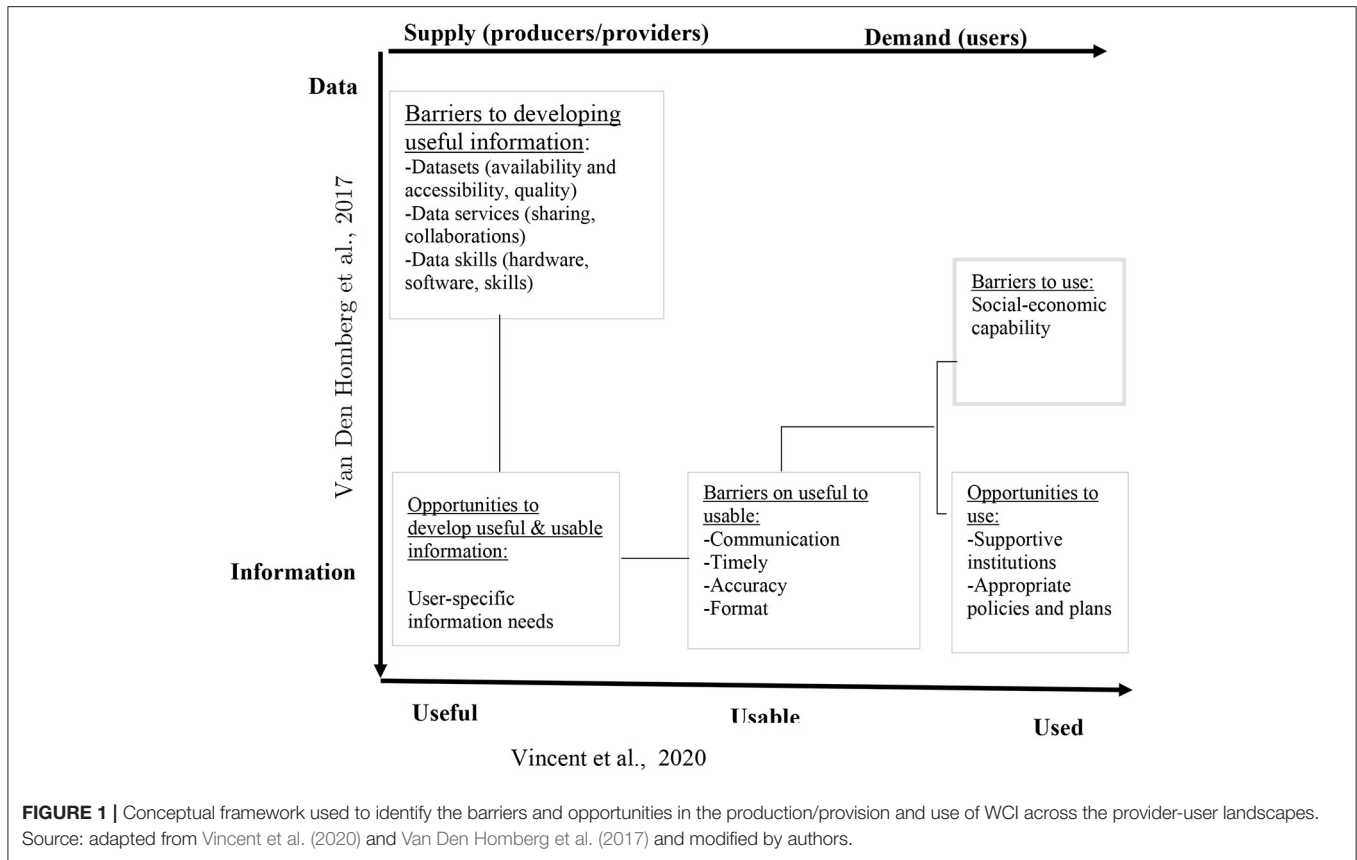 Supply (producers/providers)
Demand (users)
Data
Barriers to developing
useful information:
-Datasets (availability and
accessibility, quality)
-Data services (sharing,
collaborations)
-Data skills (hardware,
software, skills)
Van Den Homberg et al., 2017
Barriers to use:
Social-economic
capability
Opportunities to
develop useful & usable
information:
User-specific
information needs
Barriers on useful to
usable:
-Communication
-Timely
-Accuracy
-Format
Opportunities to
use:
-Supportive
institutions
-Appropriate
policies and plans
Information
Useful
Usable
Used
Vincent et al., 2020
FIGURE 1 | Conceptual framework used to identify the barriers and opportunities in the production/provision and use of WCI across the provider-user landscapes.
Source: adapted from Vincent et al. (2020) and Van Den Homberg et al. (2017) and modified by authors.